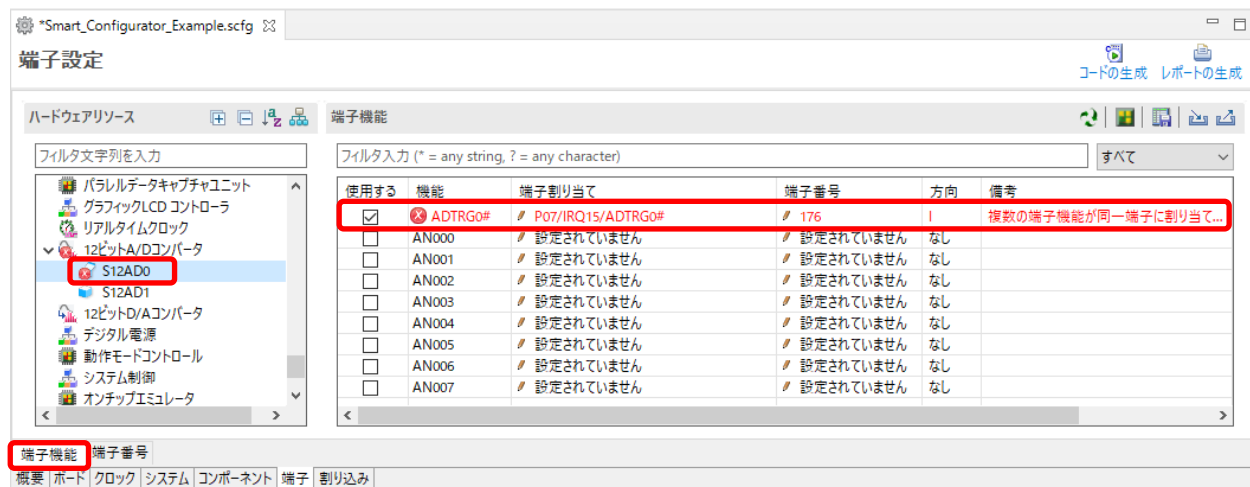 *Smart_Configurator_Example.scfg
端子設定
コードの生成 レポートの生成
ハードウェアリソース
端子機能
フィルタ文字列を入力
フィルタ入力 (* = any string, ? = any character)
すべて
パラレルデータキャプチャユニット
グラフィックLCD コントローラ
リアルタイムクロック
12ビットA/Dコンバータ
S12AD0
S12AD1
12ビットD/Aコンバータ
デジタル電源
動作モードコントロール
システム制御
オンチップエミュレータ
使用する 機能 端子割り当て 端子番号 方向 備考
ADTRG0# P07/IRQ15/ADTRG0# 176 I 複数の端子機能が同一端子に割り当て...
AN000 設定されていません 設定されていません なし
AN001 設定されていません 設定されていません なし
AN002 設定されていません 設定されていません なし
AN003 設定されていません 設定されていません なし
AN004 設定されていません 設定されていません なし
AN005 設定されていません 設定されていません なし
AN006 設定されていません 設定されていません なし
AN007 設定されていません 設定されていません なし
端子機能 端子番号
概要 ボード クロック システム コンポーネント 端子 割り込み